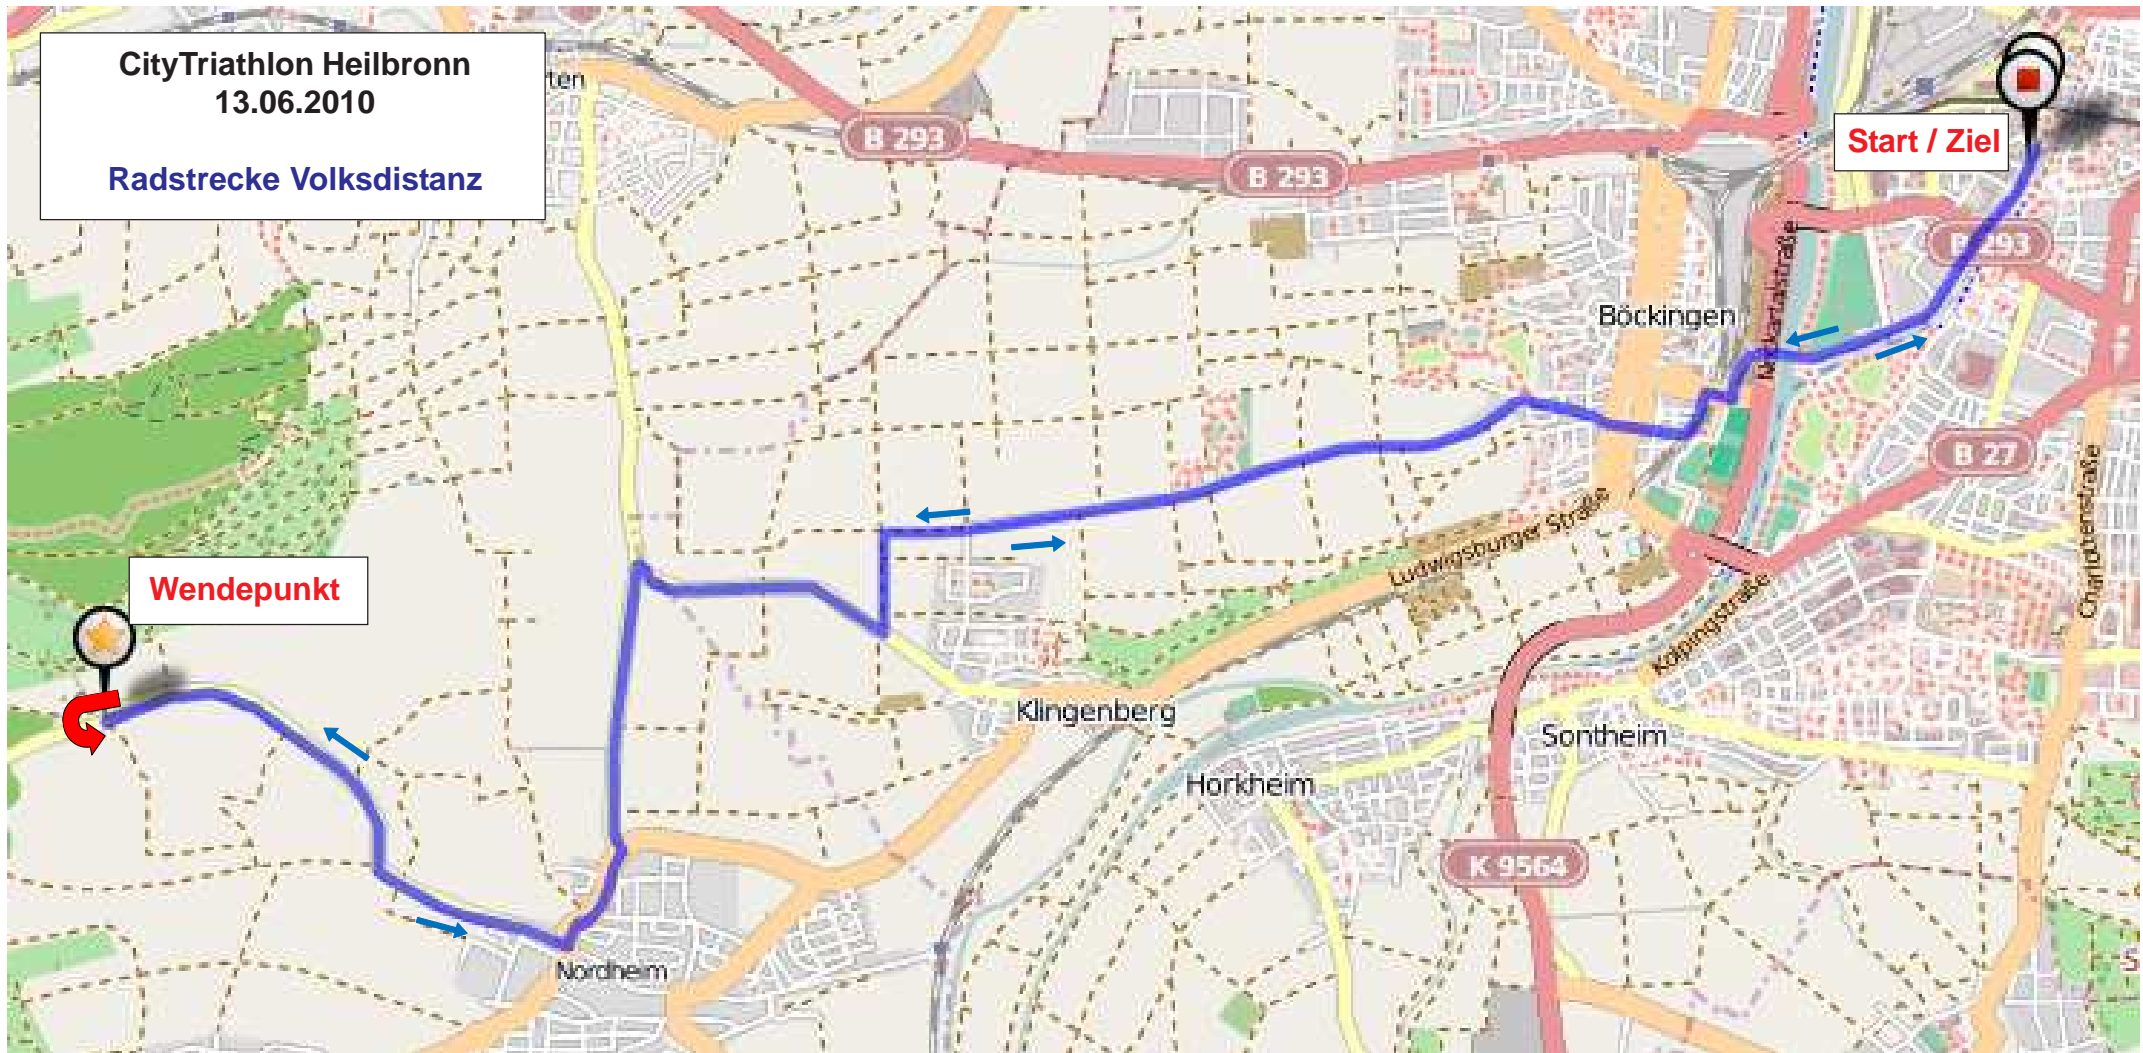 CityTriathlon Heilbronn
13.06.2010
Radstrecke Volksdistanz
Start / Ziel
B 293
B 293
B 293
Neckartalstraße
Böckingen
B 27
Ludwigsburger Straße
Charlottenstraße
Wendepunkt
Kolpingstraße
Klingenberg
Sontheim
Horkheim
K 9564
Nordheim